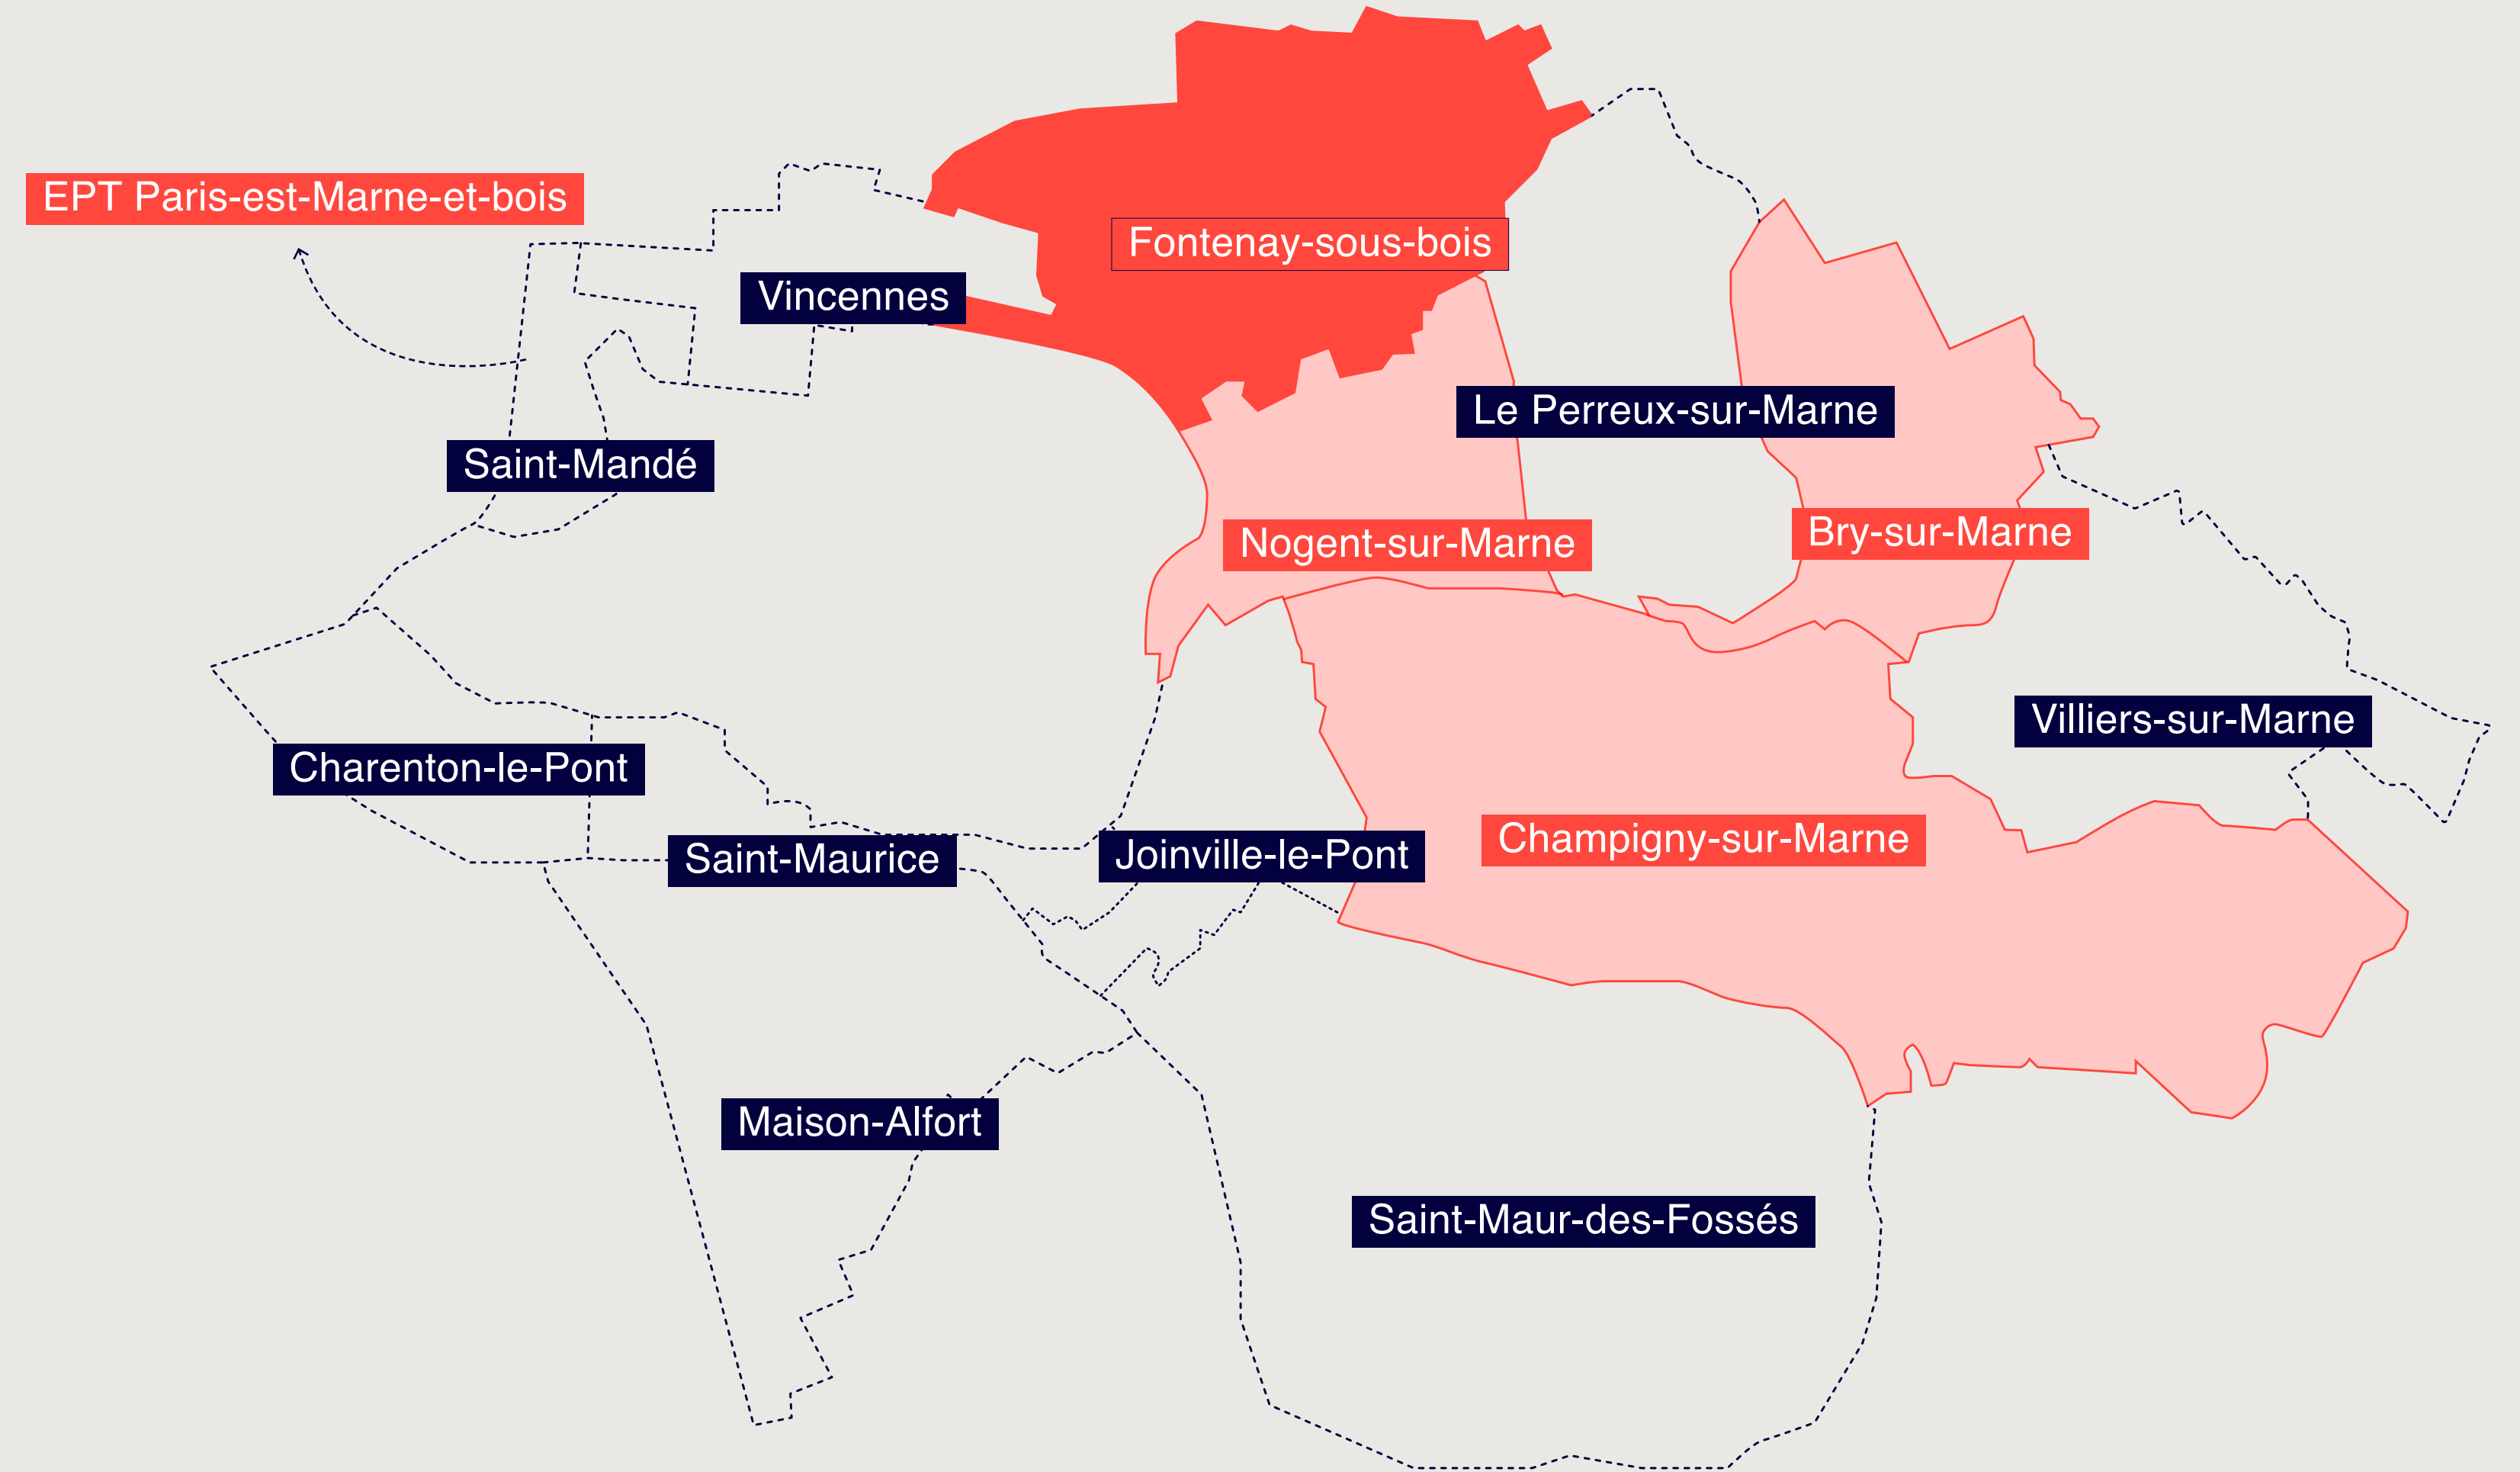 EPT Paris-est-Marne-et-bois
Fontenay-sous-bois
Vincennes
Le Perreux-sur-Marne
Saint-Mandé
Nogent-sur-Marne
Bry-sur-Marne
Villiers-sur-Marne
Charenton-le-Pont
Champigny-sur-Marne
Saint-Maurice
Joinville-le-Pont
Maison-Alfort
Saint-Maur-des-Fossés